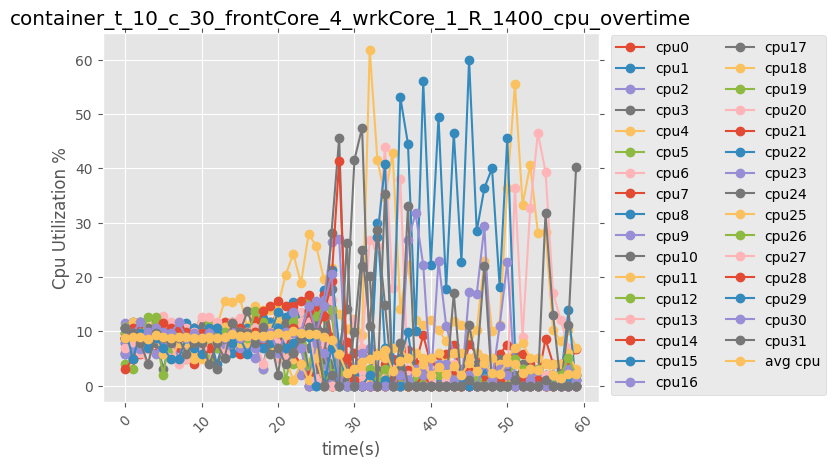 container_t_10_c_30_frontCore_4_wrkCore_1_R_1400_cpu_overtime
Cpu Utilization %
60
50
40
30
20
10
0
0
10
20
30
40
50
60
time(s)
cpu0
cpu1
cpu2
cpu3
cpu4
cpu5
cpu6
cpu7
cpu8
cpu9
cpu10
cpu11
cpu12
cpu13
cpu14
cpu15
cpu16
cpu17
cpu18
cpu19
cpu20
cpu21
cpu22
cpu23
cpu24
cpu25
cpu26
cpu27
cpu28
cpu29
cpu30
cpu31
avg cpu